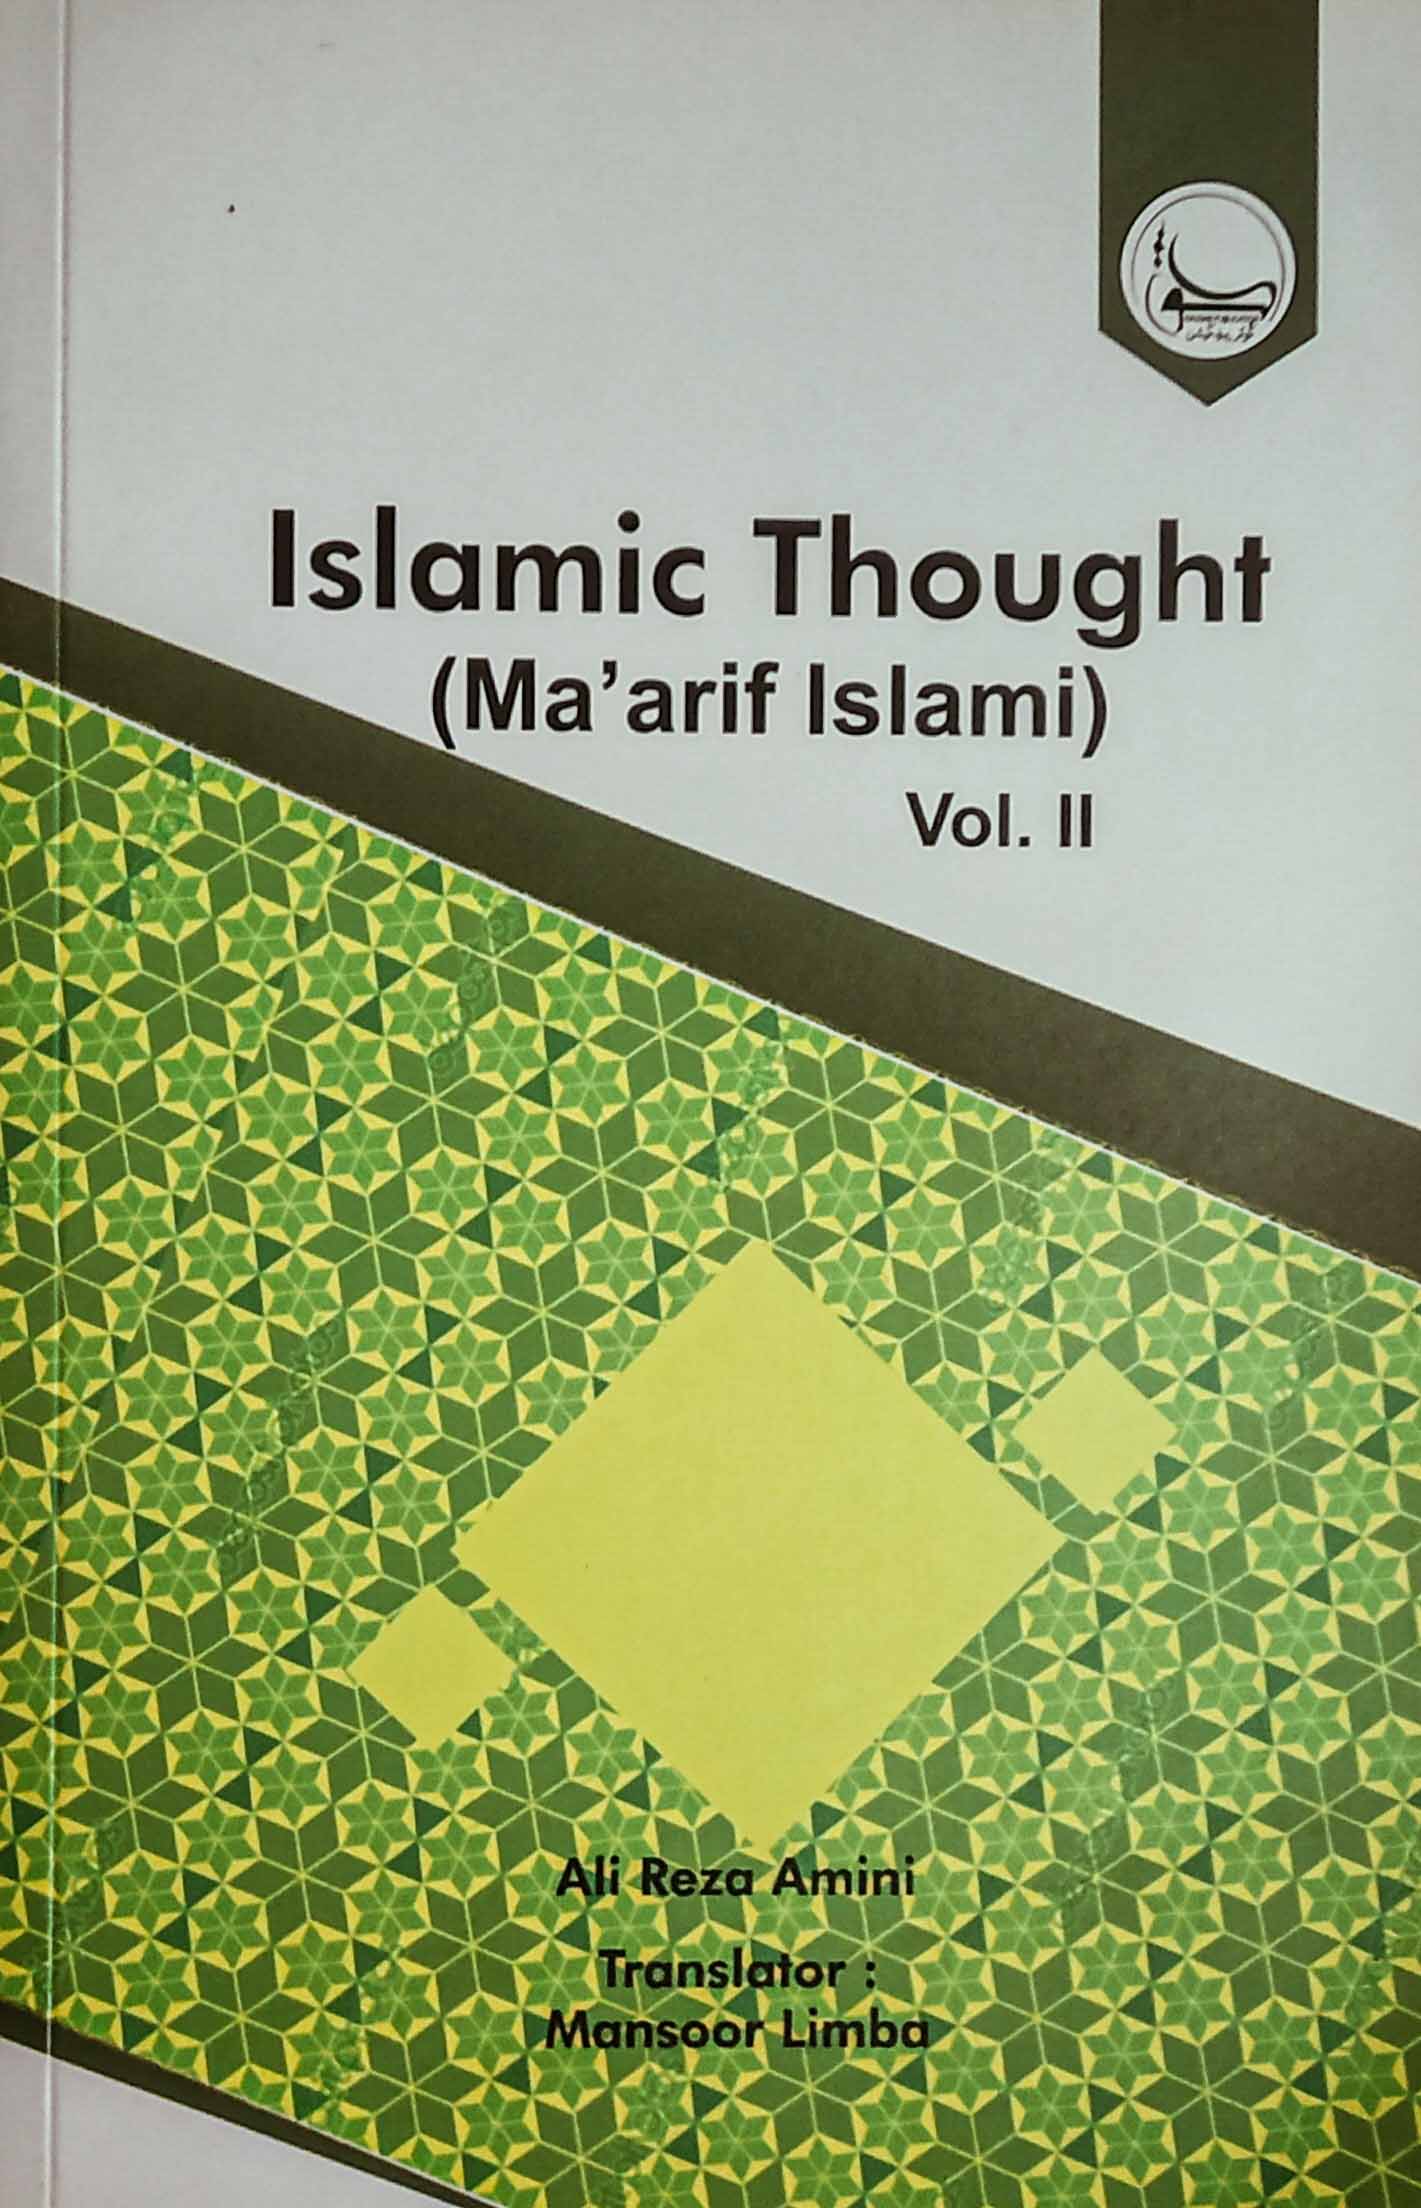 Islamic Thought
(Ma'arif Islami)
Vol. II
Ali Reza Amini
Translator :
Mansoor Limba